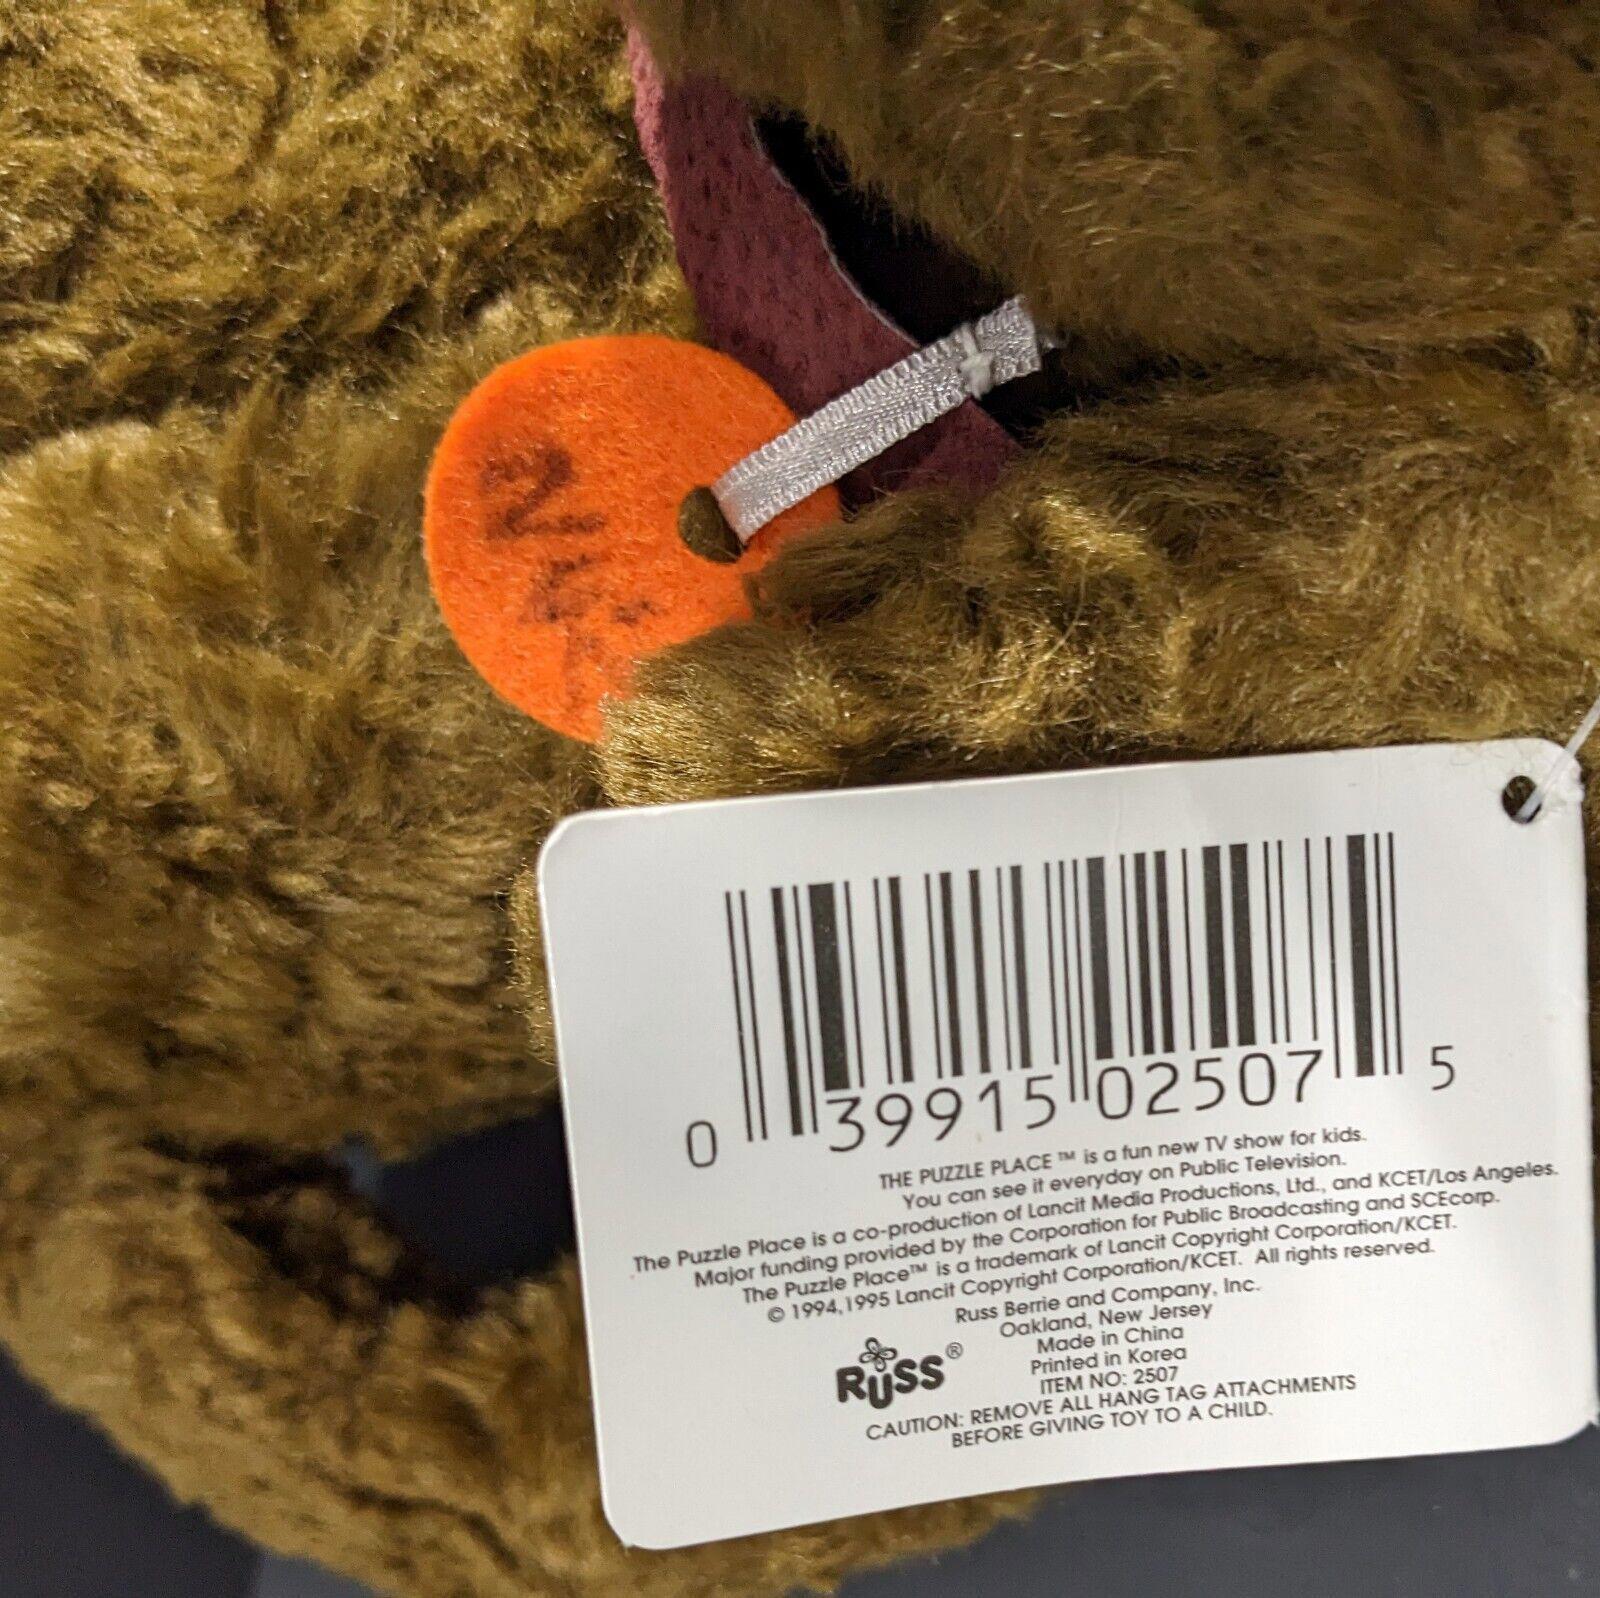 0 39915 02507 5
THE PUZZLE PLACE ™ is a fun new TV show for kids.
You can see it everyday on Public Television.
The Puzzle Place is a co-production of Lancit Media Productions, Ltd., and KCET/Los Angeles.
Major funding provided by the Corporation for Public Broadcasting and SCEcorp.
The Puzzle Place™ is a trademark of Lancit Copyright Corporation/KCET.
© 1994,1995 Lancit Copyright Corporation/KCET. All rights reserved.
Russ Berrie and Company, Inc.
Oakland, New Jersey
Made in China
Printed in Korea
ITEM NO: 2507
RUSS®
CAUTION: REMOVE ALL HANG TAG ATTACHMENTS
BEFORE GIVING TOY TO A CHILD.